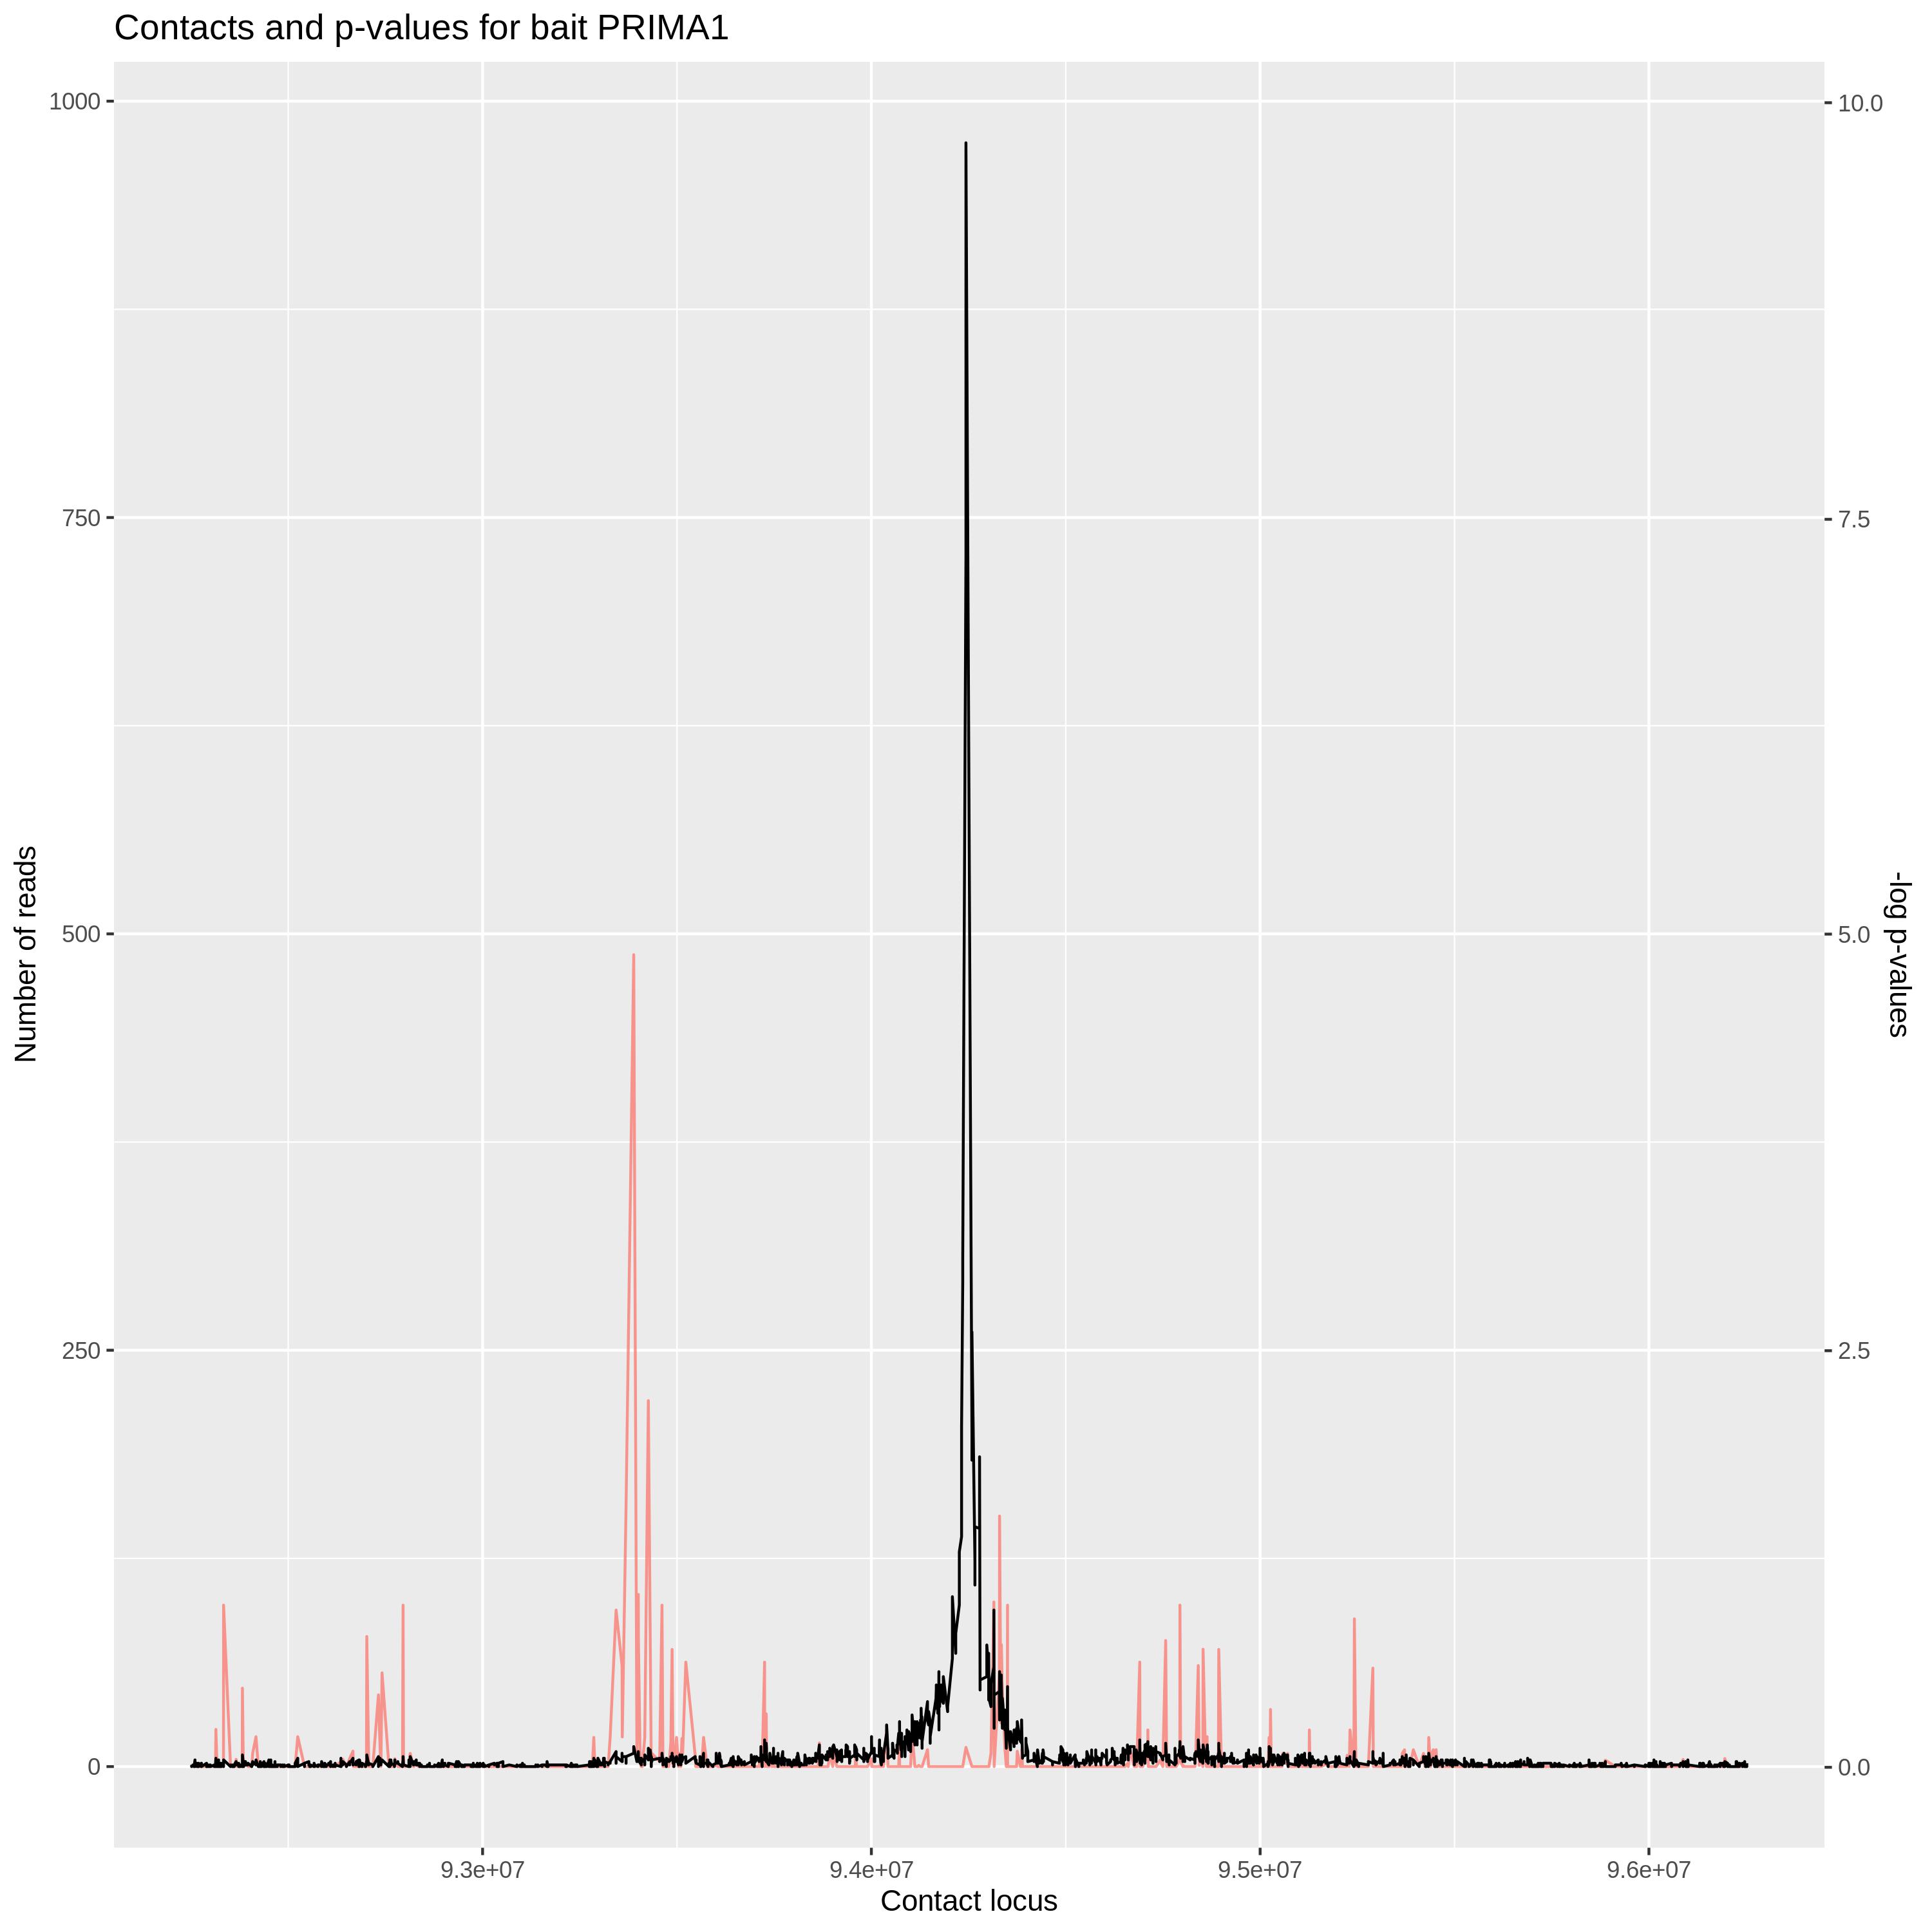 Contacts and p-values for bait PRIMA1
1000
750
500
250
0
Number of reads
10.0
7.5
5.0
2.5
0.0
-log p-values
9.3e+07 9.4e+07 9.5e+07 9.6e+07
Contact locus